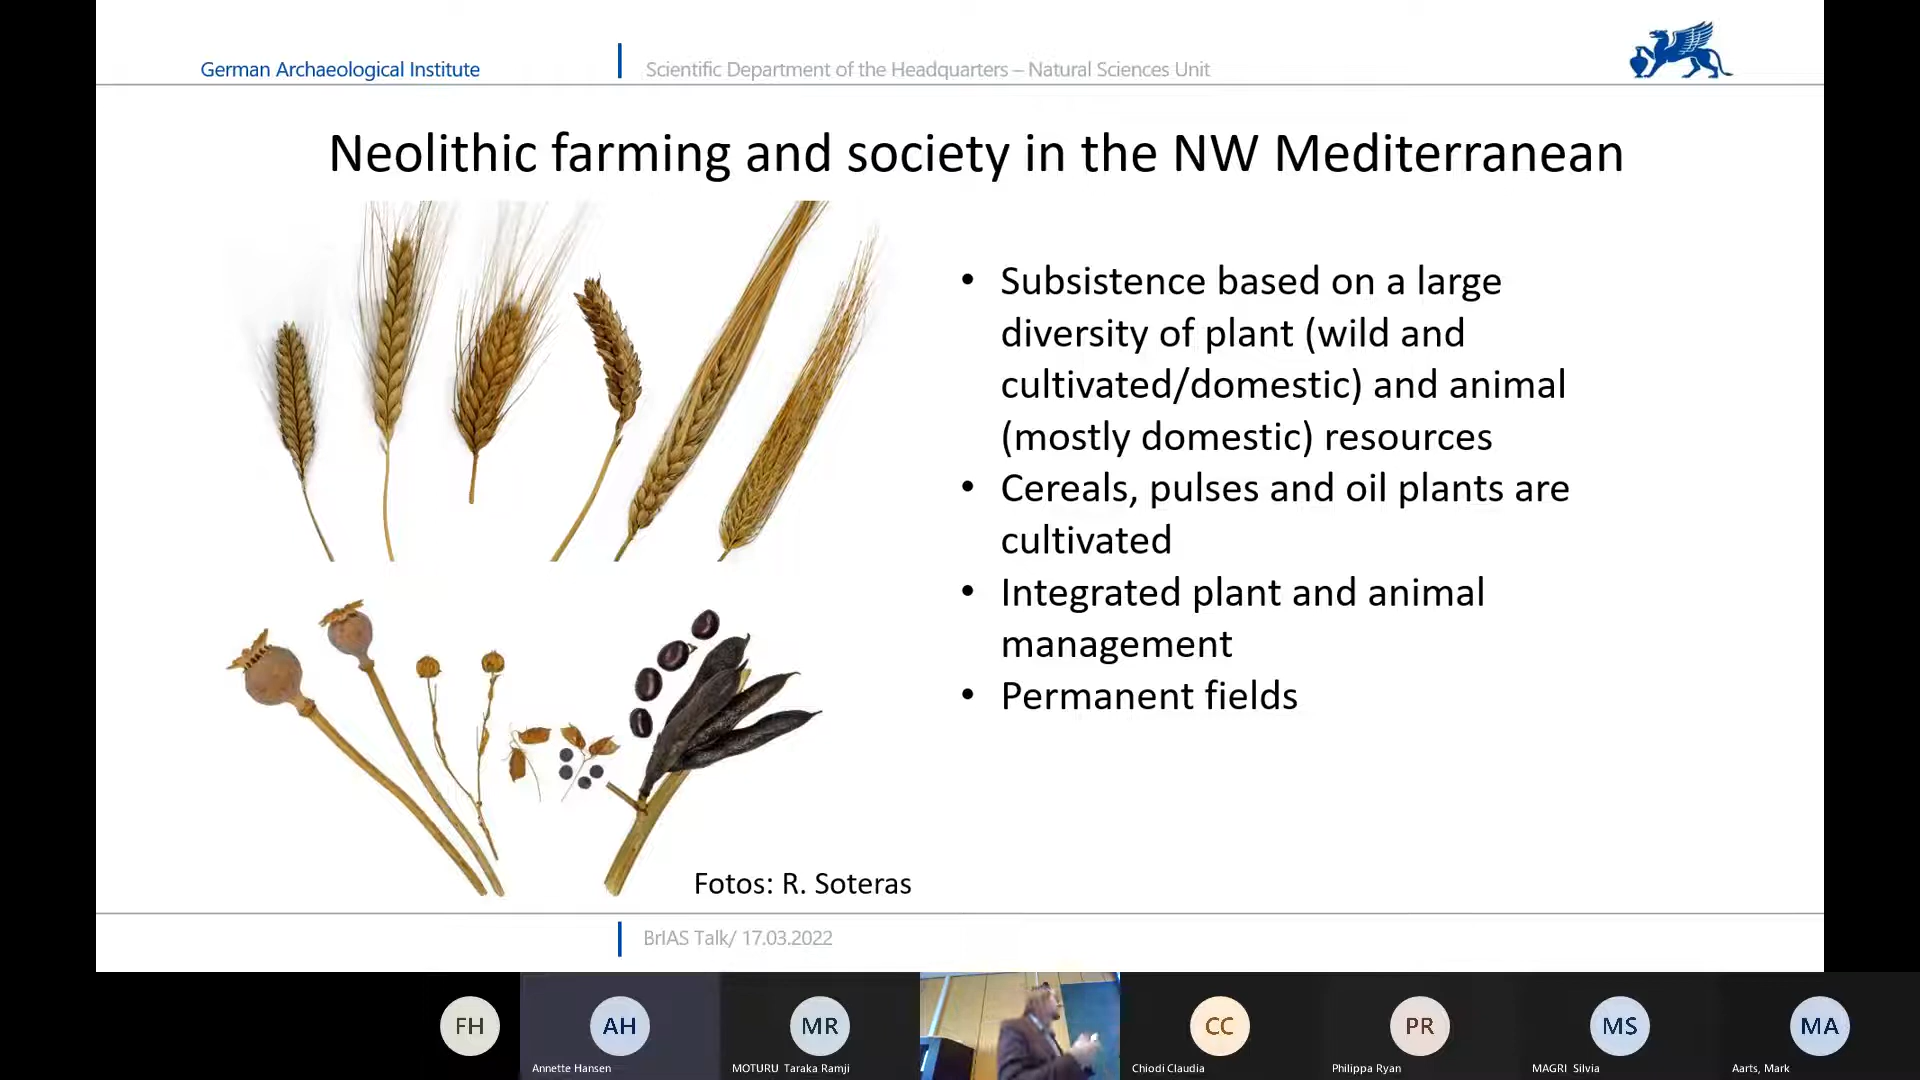 German Archaeological Institute
Scientific Department of the Headquarters – Natural Sciences Unit
Neolithic farming and society in the NW Mediterranean
• Subsistence based on a large
diversity of plant (wild and
cultivated/domestic) and animal
(mostly domestic) resources
• Cereals, pulses and oil plants are
cultivated
• Integrated plant and animal
management
• Permanent fields
Fotos: R. Soteras
BrIAS Talk/ 17.03.2022
FH
AH
MR
CC
PR
MS
MA
Annette Hansen
MOTURU Taraka Ramji
Chiodi Claudia
Philippa Ryan
MAGRI Silvia
Aarts, Mark